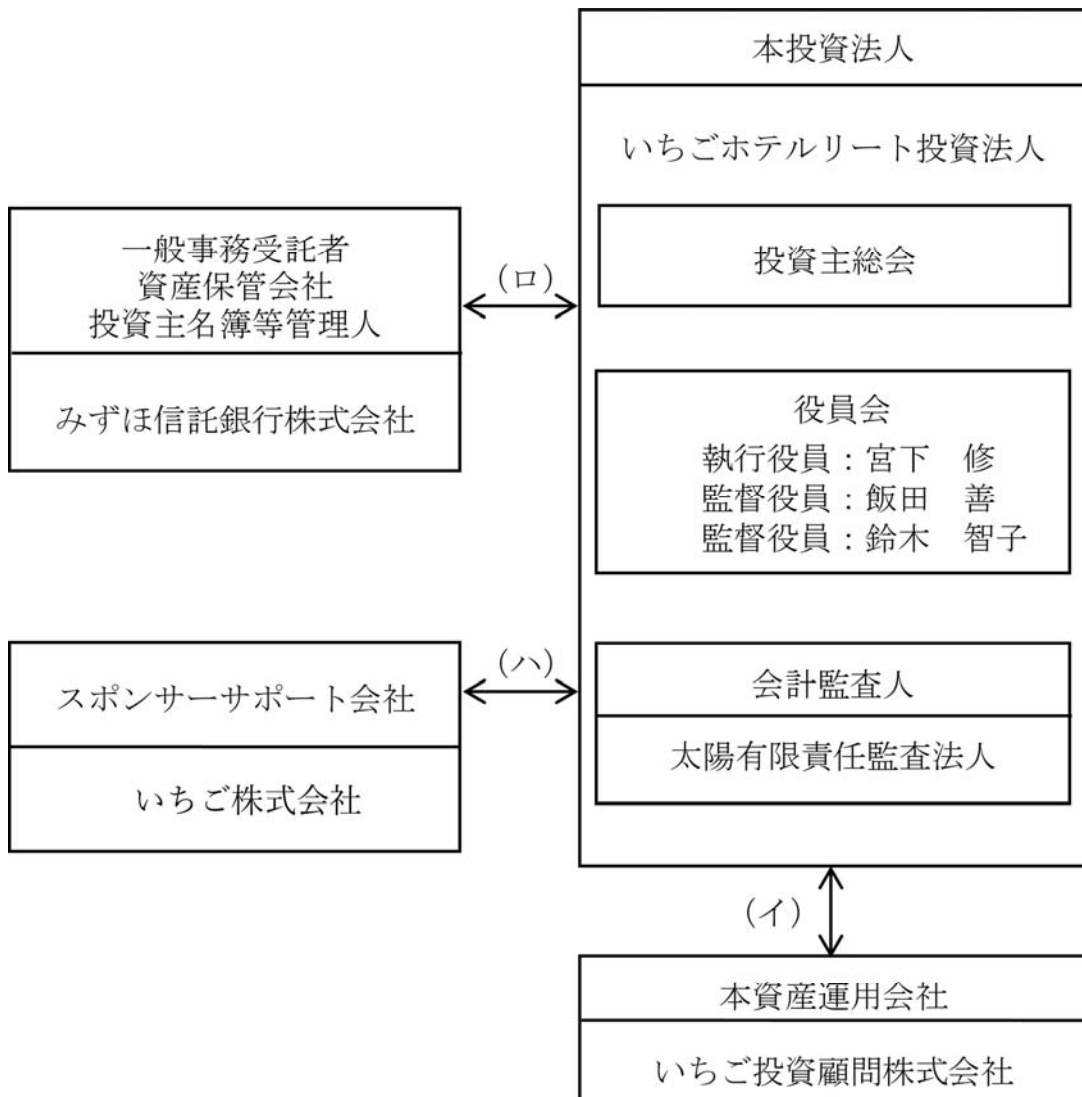 本投資法人
いちごホテルリート投資法人
投資主総会
一般事務受託者
資産保管会社
投資主名簿等管理人
みずほ信託銀行株式会社
(ロ)
役員会
執行役員：宮下　修
監督役員：飯田　善
監督役員：鈴木　智子
スポンサーサポート会社
いちご株式会社
(ハ)
会計監査人
太陽有限責任監査法人
(イ)
本資産運用会社
いちご投資顧問株式会社